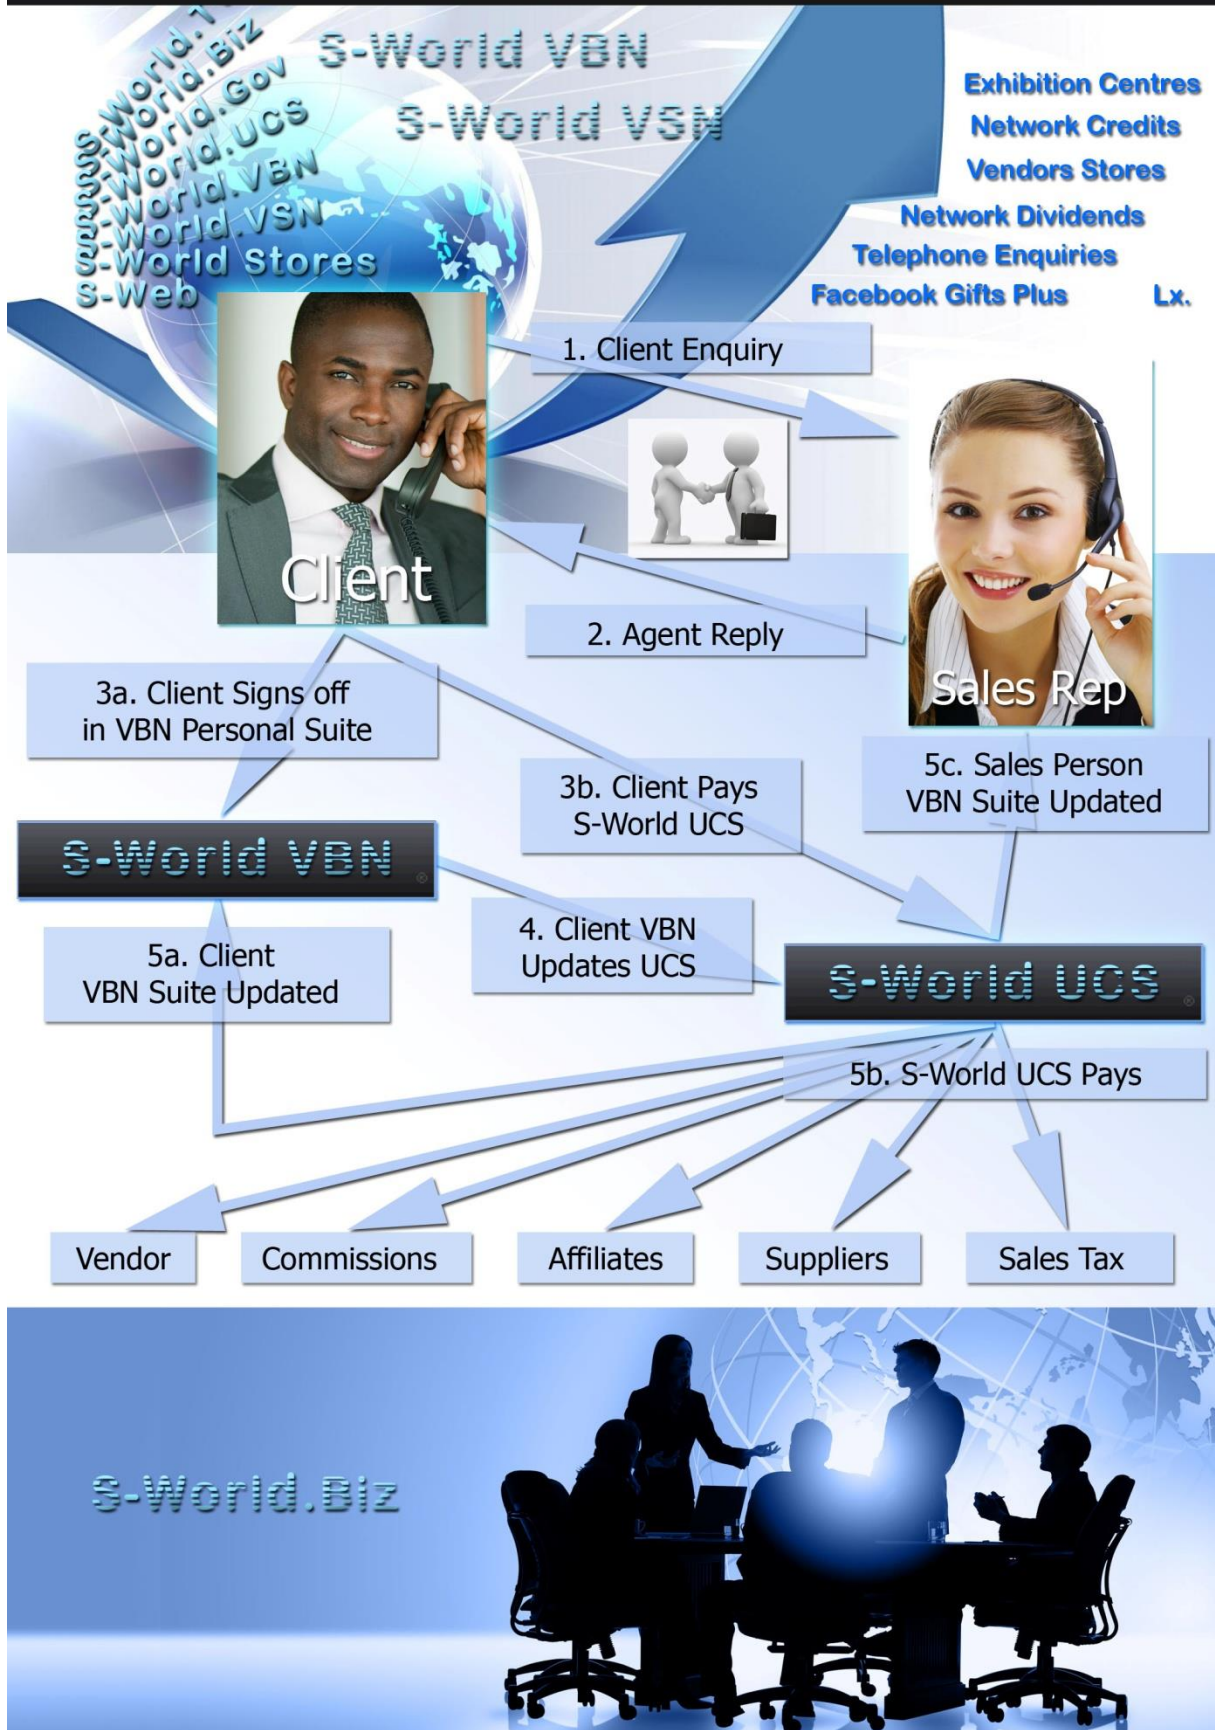 S-World.Biz
S-World.Gov
S-World.UCS
S-World.VBN
S-World.VSN
S-World Stores
S-Web
S-World VBN
S-World VSN
Exhibition Centres
Network Credits
Vendors Stores
Network Dividends
Telephone Enquiries
Facebook Gifts Plus Lx.
1. Client Enquiry
Client
2. Agent Reply
Sales Rep
3a. Client Signs off
in VBN Personal Suite
3b. Client Pays
S-World UCS
5c. Sales Person
VBN Suite Updated
S-World VBN ®
4. Client VBN
Updates UCS
5a. Client
VBN Suite Updated
S-World UCS ®
5b. S-World UCS Pays
Vendor
Commissions
Affiliates
Suppliers
Sales Tax
S-World.Biz